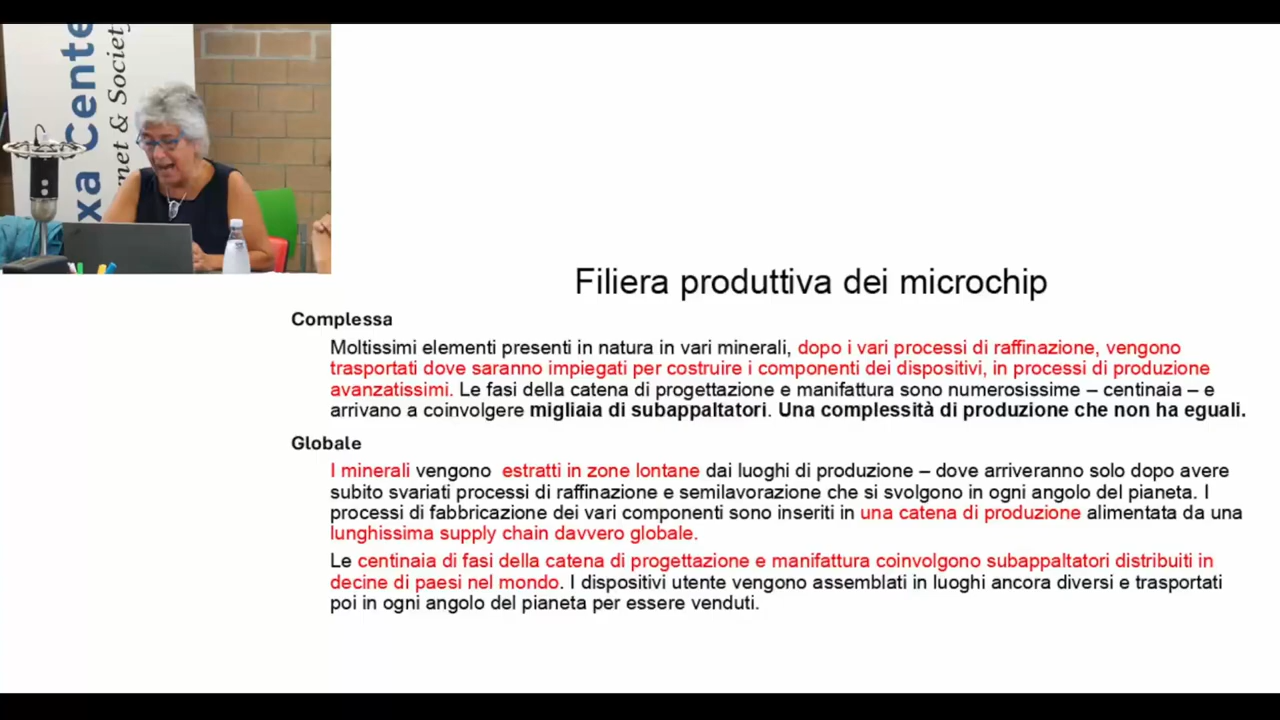 xa Cente
net & Society
Filiera produttiva dei microchip
Complessa
Moltissimi elementi presenti in natura in vari minerali, dopo i vari processi di raffinazione, vengono
trasportati dove saranno impiegati per costruire i componenti dei dispositivi, in processi di produzione
avanzatissimi. Le fasi della catena di progettazione e manifattura sono numerosissime – centinaia – e
arrivano a coinvolgere migliaia di subappaltatori. Una complessità di produzione che non ha eguali.
Globale
I minerali vengono estratti in zone lontane dai luoghi di produzione – dove arriveranno solo dopo avere
subito svariati processi di raffinazione e semilavorazione che si svolgono in ogni angolo del pianeta. I
processi di fabbricazione dei vari componenti sono inseriti in una catena di produzione alimentata da una
lunghissima supply chain davvero globale.
Le centinaia di fasi della catena di progettazione e manifattura coinvolgono subappaltatori distribuiti in
decine di paesi nel mondo. I dispositivi utente vengono assemblati in luoghi ancora diversi e trasportati
poi in ogni angolo del pianeta per essere venduti.